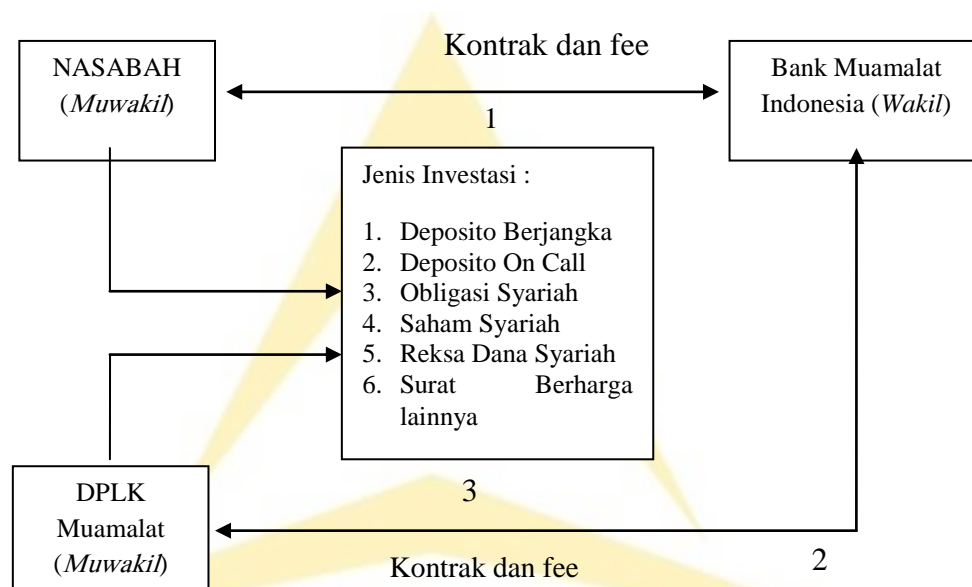 Kontrak dan fee
NASABAH
(Muwakil)
Bank Muamalat
Indonesia (Wakil)
1
Jenis Investasi :
1. Deposito Berjangka
2. Deposito On Call
3. Obligasi Syariah
4. Saham Syariah
5. Reksa Dana Syariah
6. Surat Berharga
lainnya
3
DPLK
Muamalat
(Muwakil)
2
Kontrak dan fee